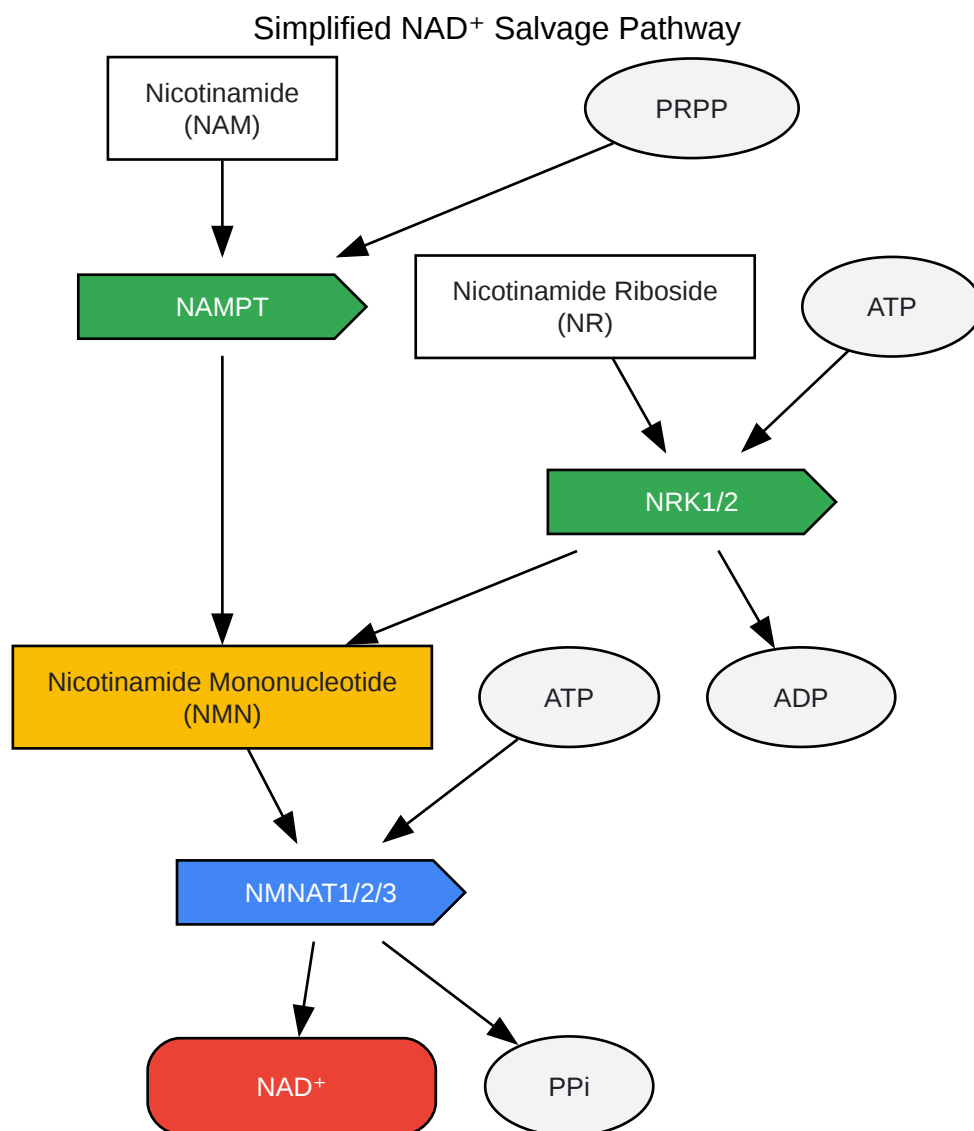 Simplified NAD⁺ Salvage Pathway
Nicotinamide
(NAM)
PRPP
NAMPT
Nicotinamide Riboside
(NR)
ATP
NRK1/2
Nicotinamide Mononucleotide
(NMN)
ATP
ADP
NMNAT1/2/3
NAD⁺
PPi